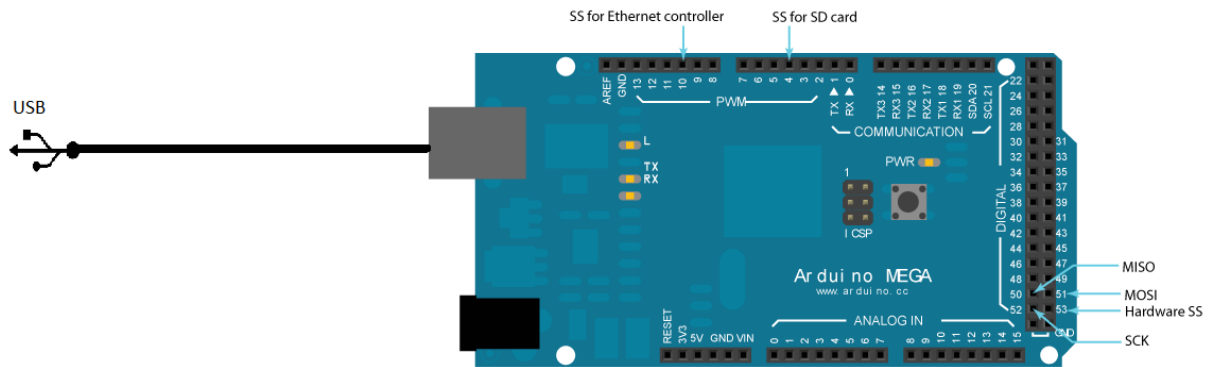 SS for Ethernet controller
SS for SD card
USB
AREF
GND
13
12
11
10
9
8
7
6
5
4
3
2
1
0
TX
RX
PWM
TX3 14
RX3 15
TX2 16
RX2 17
TX1 18
RX1 19
SDA 20
SCL 21
COMMUNICATION
L
TX
RX
PWR
1
I CSP
22
24
26
28
30
31
32
33
34
35
36
37
38
39
40
41
42
43
44
45
46
47
48
49
50
51
52
53
GND
DIGITAL
MISO
MOSI
Hardware SS
SCK
Ar dui no MEGA
www. ar dui no. cc
RESET
3V3
5V
GND
VIN
ANALOG IN
0
1
2
3
4
5
6
7
8
9
10
11
12
13
14
15